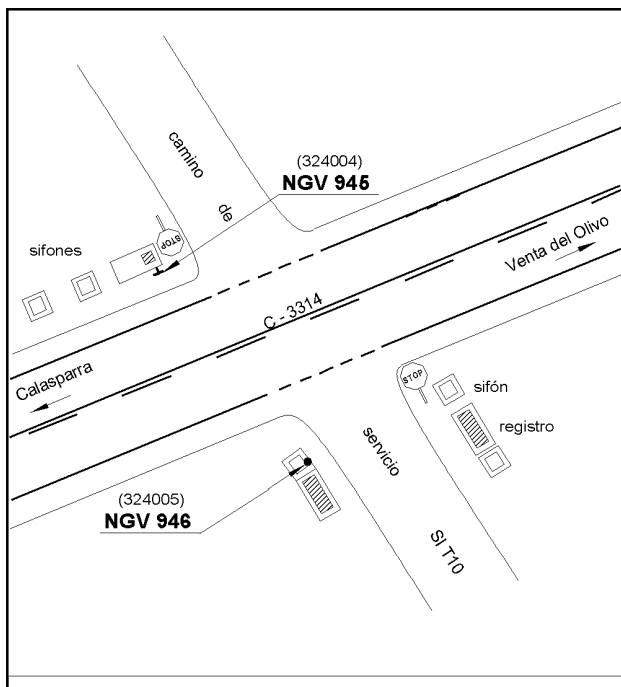 camino
de
(324004)
NGV 945
STOP
sifones
Venta del Olivo
C - 3314
Calasparra
STOP
sifón
registro
servicio
(324005)
NGV 946
SI T10